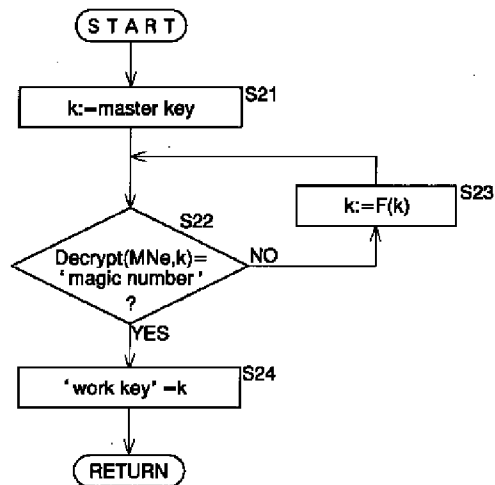 START
S21
k:=master key
S23
k:=F(k)
S22
Decrypt(MNe,k)=
'magic number'
?
NO
YES
S24
'work key' =k
RETURN